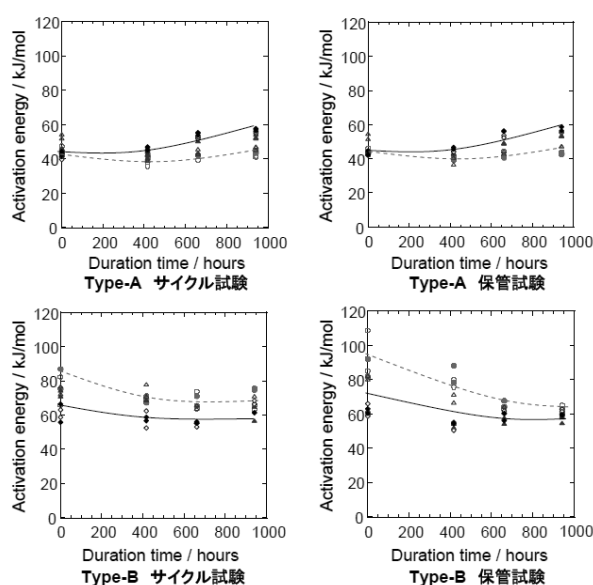 120
100
80
60
40
20
0
Activation energy / kJ/mol
0 200 400 600 800 1000
Duration time / hours
Type-A サイクル試験
120
100
80
60
40
20
0
Activation energy / kJ/mol
0 200 400 600 800 1000
Duration time / hours
Type-A 保管試験
120
100
80
60
40
20
0
Activation energy / kJ/mol
0 200 400 600 800 1000
Duration time / hours
Type-B サイクル試験
120
100
80
60
40
20
0
Activation energy / kJ/mol
0 200 400 600 800 1000
Duration time / hours
Type-B 保管試験